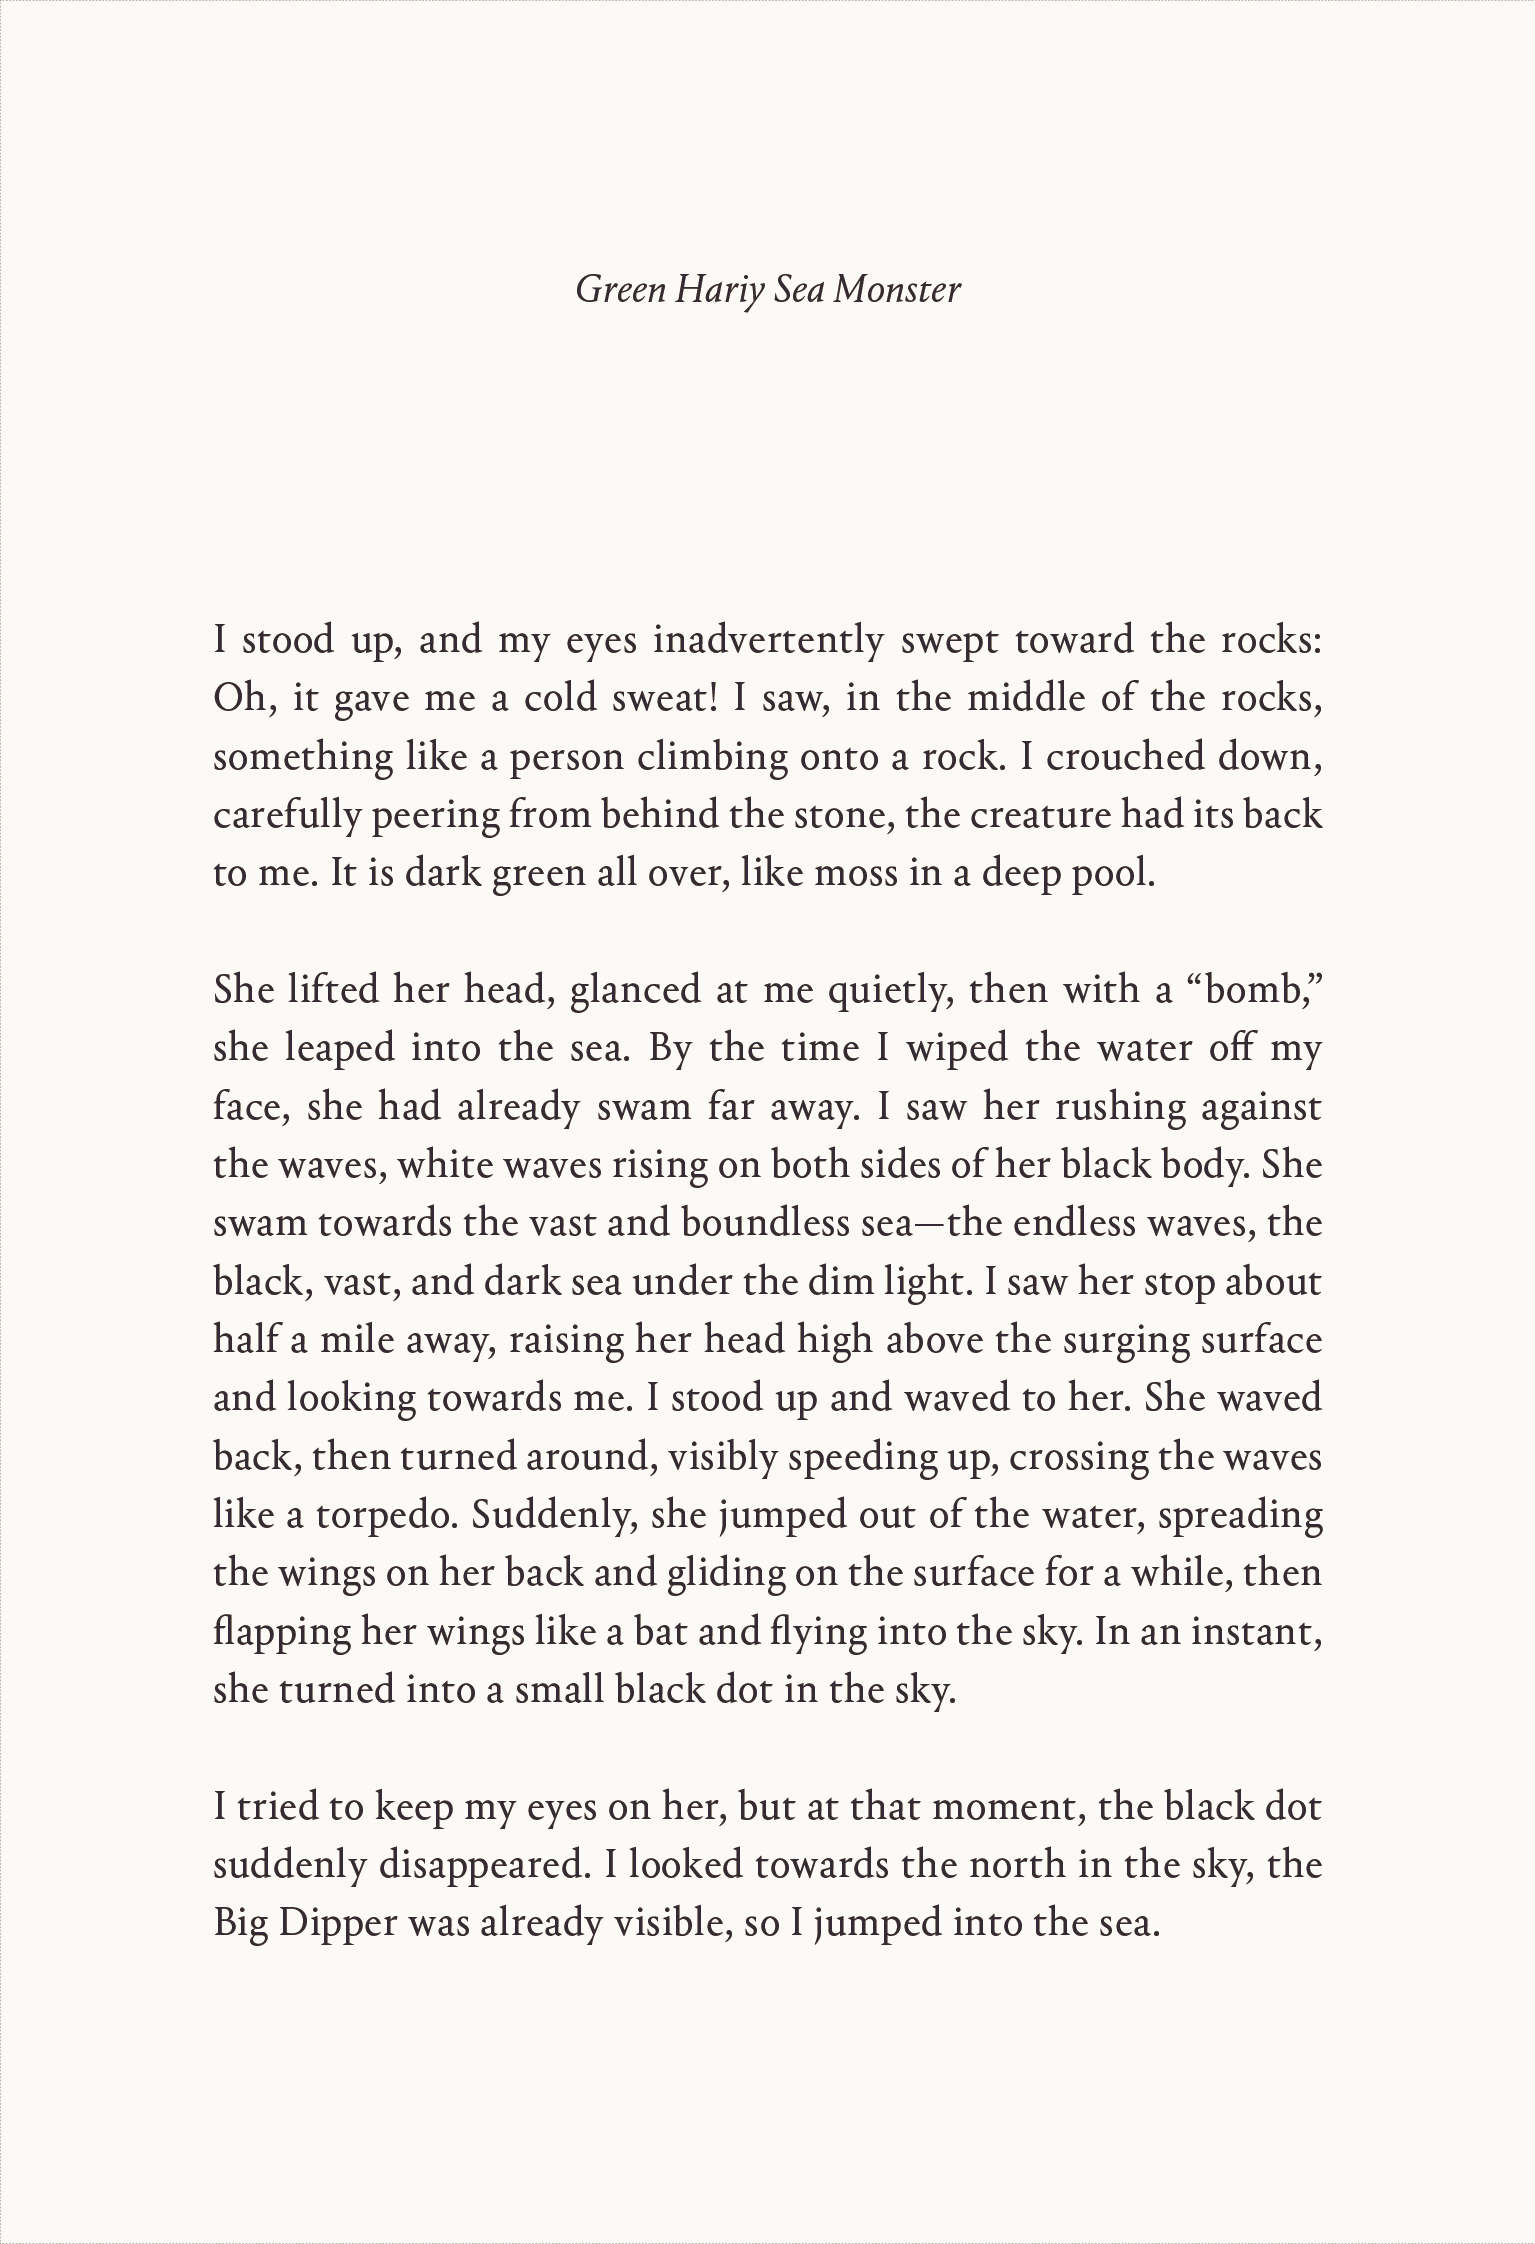 Green Hariy Sea Monster
I stood up, and my eyes inadvertently swept toward the rocks:
Oh, it gave me a cold sweat! I saw, in the middle of the rocks,
something like a person climbing onto a rock. I crouched down,
carefully peering from behind the stone, the creature had its back
to me. It is dark green all over, like moss in a deep pool.
She lifted her head, glanced at me quietly, then with a “bomb,”
she leaped into the sea. By the time I wiped the water off my
face, she had already swam far away. I saw her rushing against
the waves, white waves rising on both sides of her black body. She
swam towards the vast and boundless sea—the endless waves, the
black, vast, and dark sea under the dim light. I saw her stop about
half a mile away, raising her head high above the surging surface
and looking towards me. I stood up and waved to her. She waved
back, then turned around, visibly speeding up, crossing the waves
like a torpedo. Suddenly, she jumped out of the water, spreading
the wings on her back and gliding on the surface for a while, then
flapping her wings like a bat and flying into the sky. In an instant,
she turned into a small black dot in the sky.
I tried to keep my eyes on her, but at that moment, the black dot
suddenly disappeared. I looked towards the north in the sky, the
Big Dipper was already visible, so I jumped into the sea.